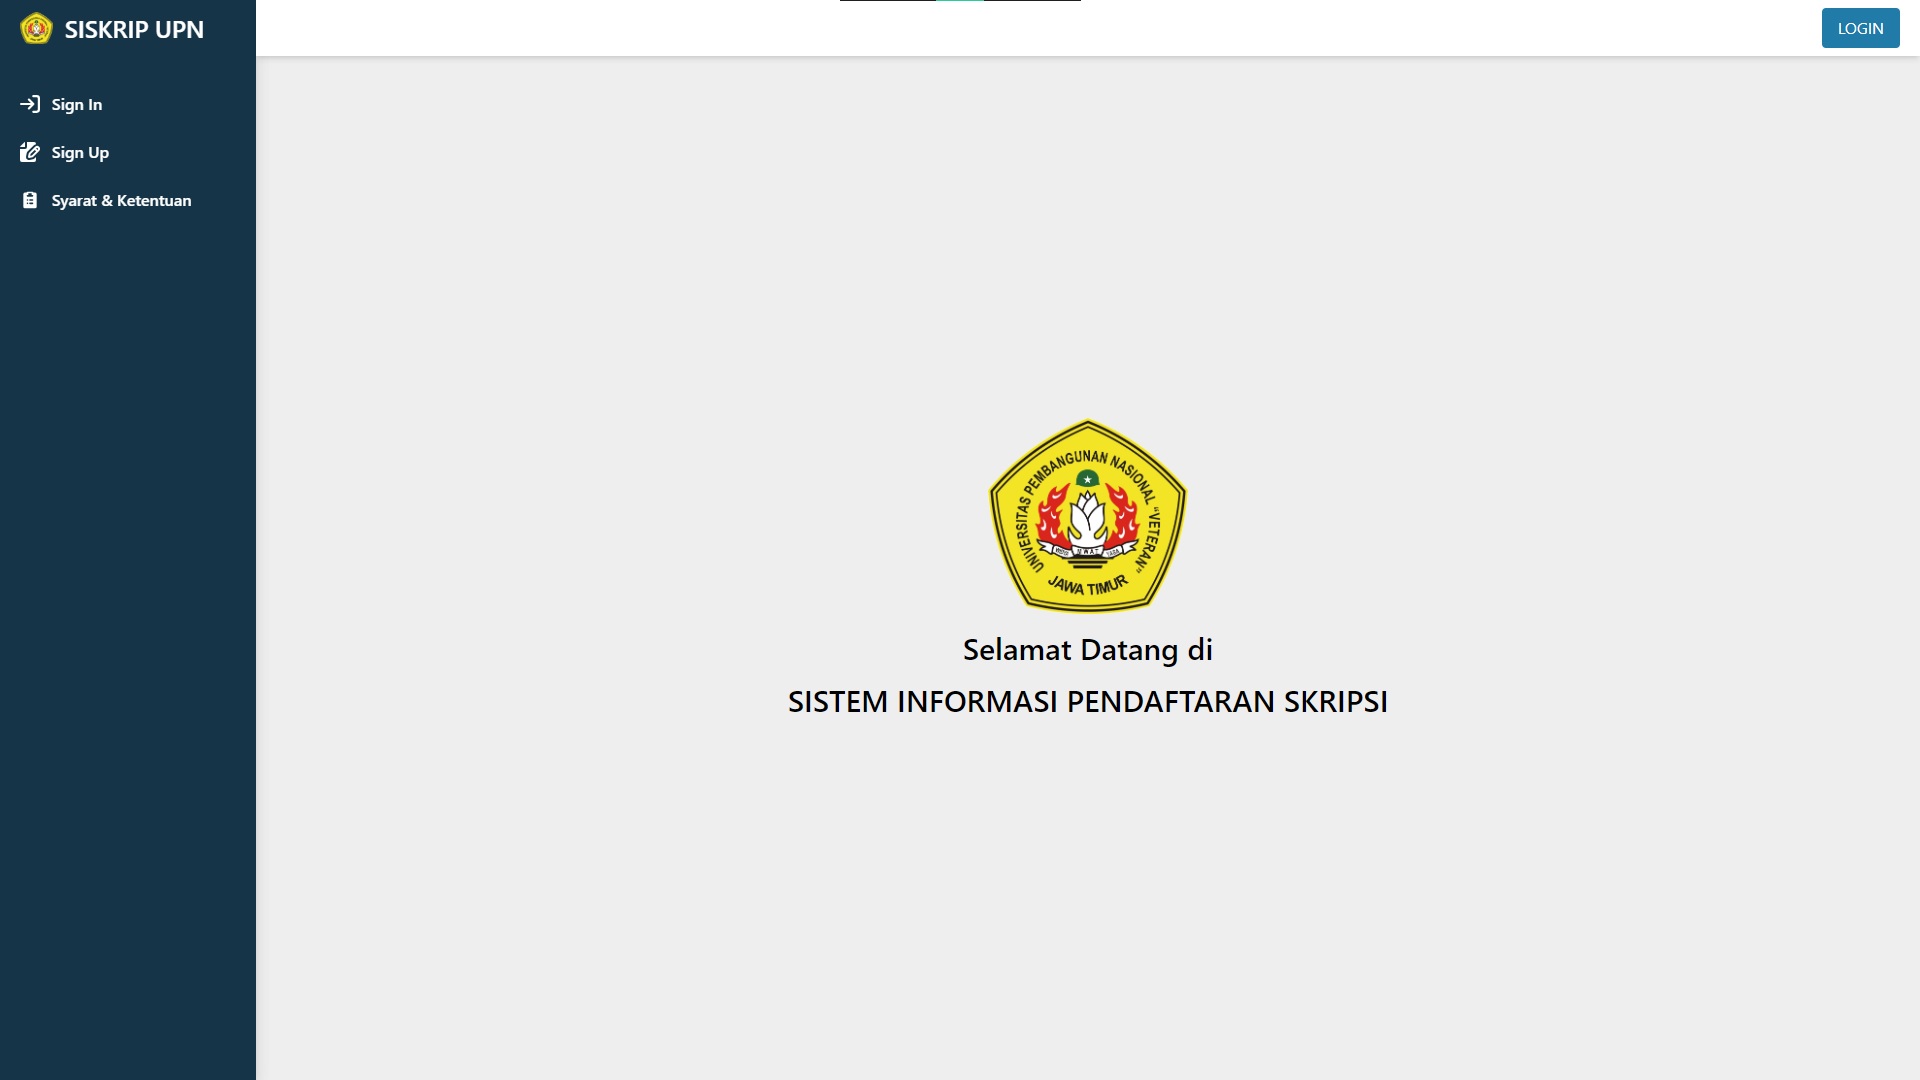 SISKRIP UPN
LOGIN
Sign In
Sign Up
Syarat & Ketentuan
UNIVERSITAS PEMBANGUNAN NASIONAL "VETERAN"
JAWA TIMUR
Selamat Datang di
SISTEM INFORMASI PENDAFTARAN SKRIPSI